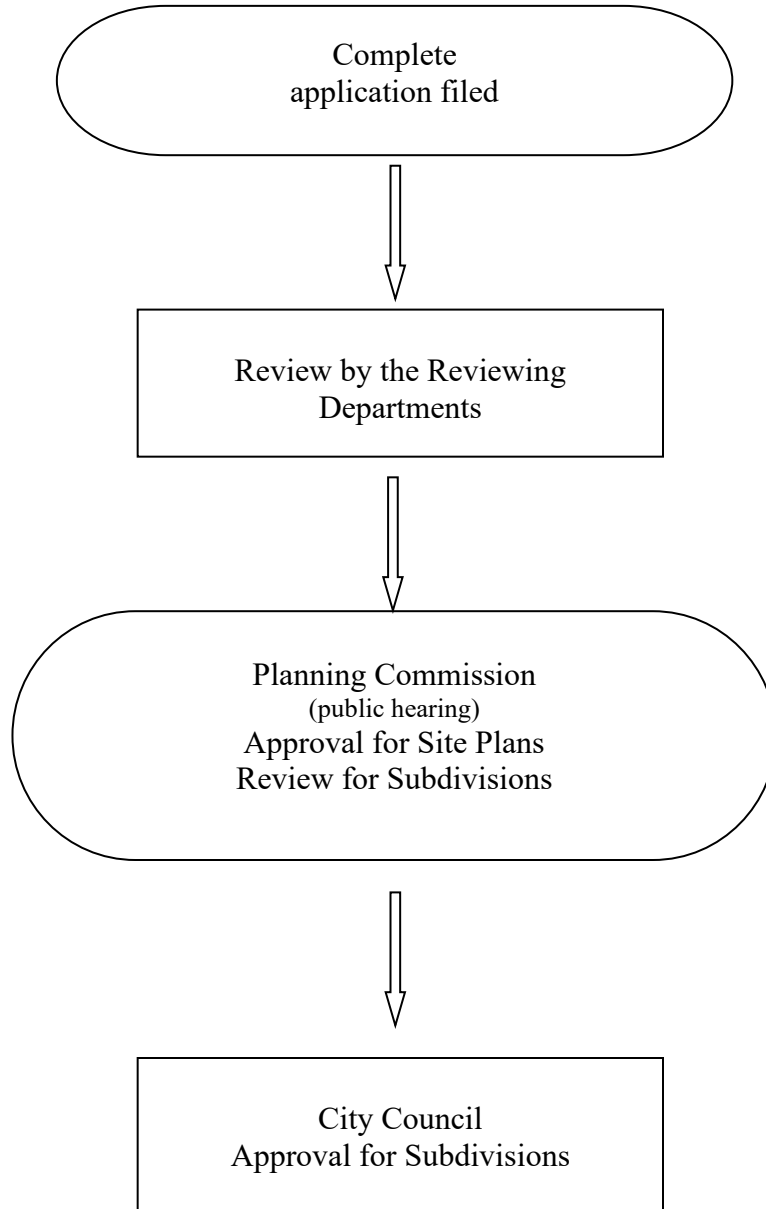 Complete
application filed
Review by the Reviewing
Departments
Planning Commission
(public hearing)
Approval for Site Plans
Review for Subdivisions
City Council
Approval for Subdivisions